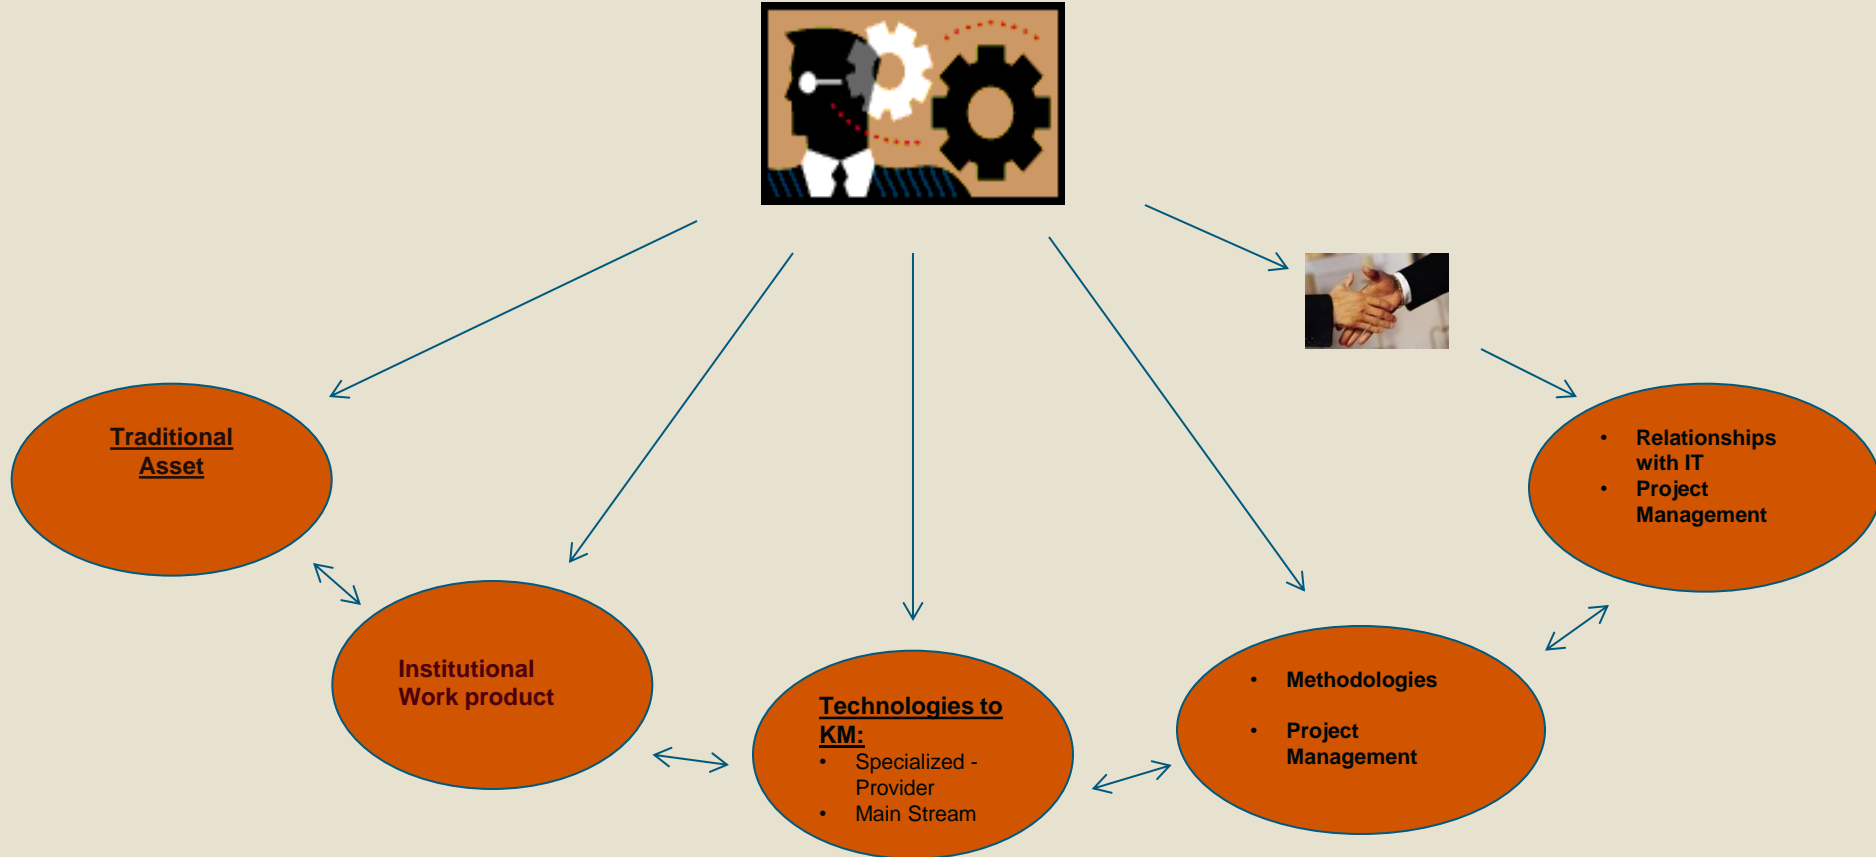 Traditional
Asset
Institutional
Work product
Technologies to
KM:
• Specialized -
Provider
• Main Stream
• Methodologies
• Project
Management
• Relationships
with IT
• Project
Management